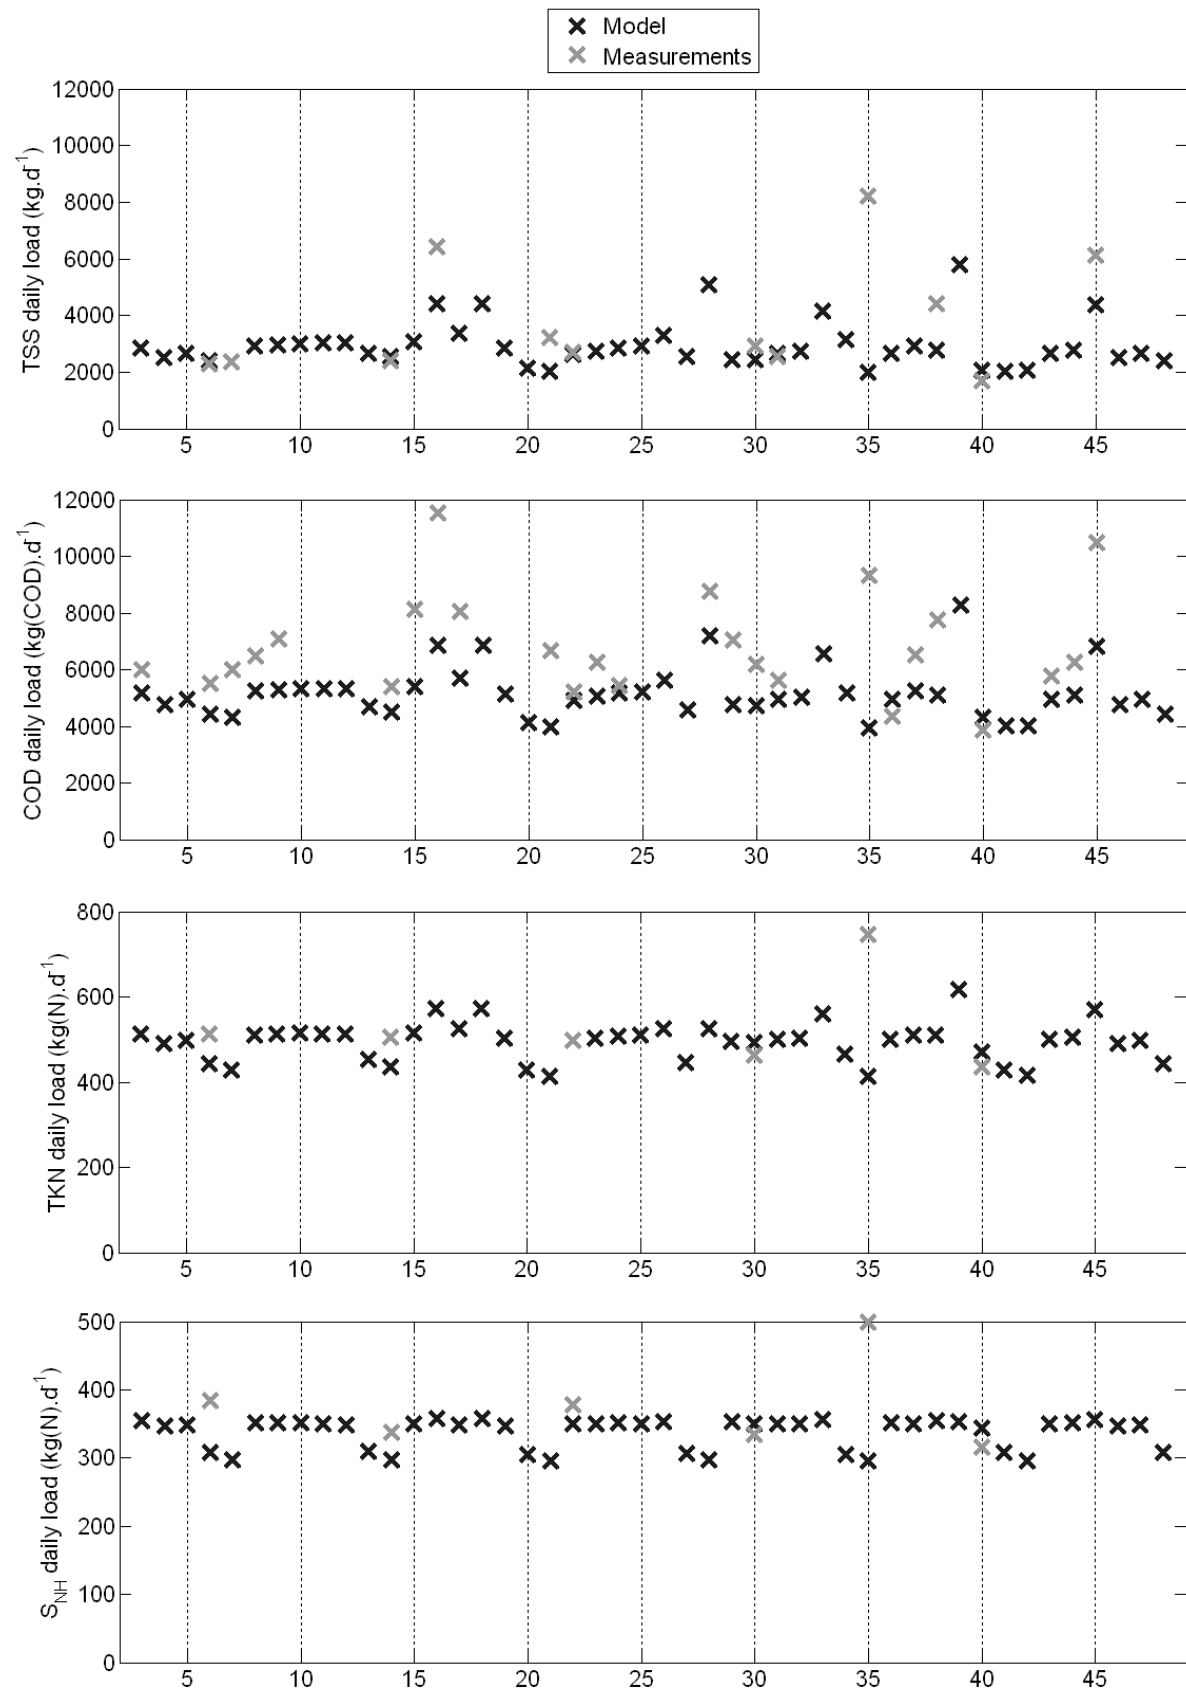 Model
Measurements
TSS daily load (kg.d-1)
12000
10000
8000
6000
4000
2000
0
5 10 15 20 25 30 35 40 45
COD daily load (kg(COD).d-1)
12000
10000
8000
6000
4000
2000
0
5 10 15 20 25 30 35 40 45
TKN daily load (kg(N).d-1)
800
600
400
200
0
5 10 15 20 25 30 35 40 45
SNH daily load (kg(N).d-1)
500
400
300
200
100
0
5 10 15 20 25 30 35 40 45